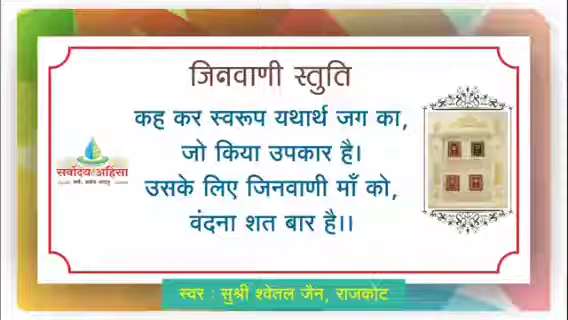 जिनवाणी स्तुति
कह कर स्वरूप यथार्थ जग का,
जो किया उपकार है।
उसके लिए जिनवाणी माँ को,
वंदना शत बार है।।
सर्वोदय अहिंसा
स्वर : सुश्री श्वेतल जैन, राजकोट